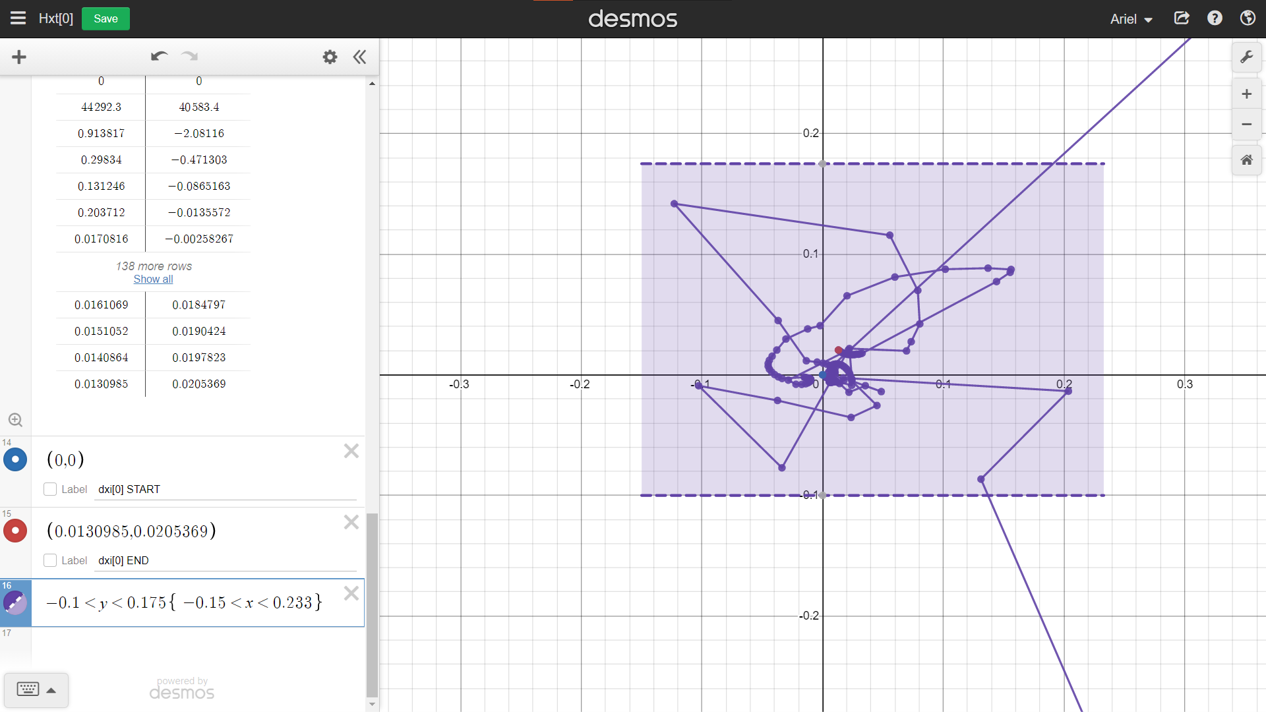 Hxt[0] Save desmos Ariel
0 0
44292.3 40583.4
0.913817 −2.08116
0.29834 −0.471303
0.131246 −0.0865163
0.203712 −0.0135572
0.0170816 −0.00258267
138 more rows
Show all
0.0161069 0.0184797
0.0151052 0.0190424
0.0140864 0.0197823
0.0130985 0.0205369
14
(0,0)
Label dxi[0] START
15
(0.0130985,0.0205369)
Label dxi[0] END
16
−0.1<y<0.175{ −0.15<x<0.233}
17
powered by
desmos
0.2
0.1
-0.3 -0.2 -0.1 0 0.1 0.2 0.3
-0.1
-0.2